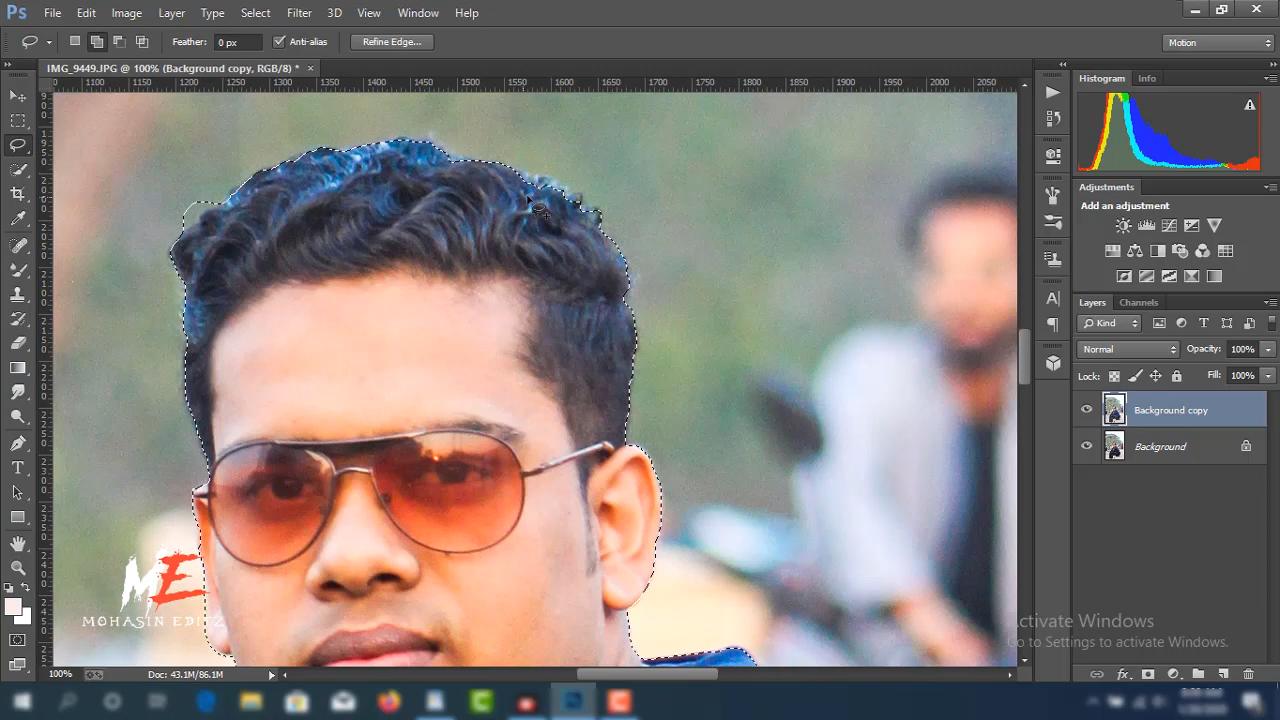 Ps File Edit Image Layer Type Select Filter 3D View Window Help
Feather: 0 px Anti-alias Refine Edge... Motion
IMG_9449.JPG @ 100% (Background copy, RGB/8) * ×
1100 1150 1200 1250 1300 1350 1400 1450 1500 1550 1600 1650 1700 1750 1800 1850 1900 1950 2000 2050
Histogram Info
Adjustments
Add an adjustment
Layers Channels
Kind
Normal Opacity: 100%
Lock: Fill: 100%
Background copy
Background
ME
MOHASIN EDITZ
Activate Windows
Go to Settings to activate Windows.
100% Doc: 43.1M/86.1M